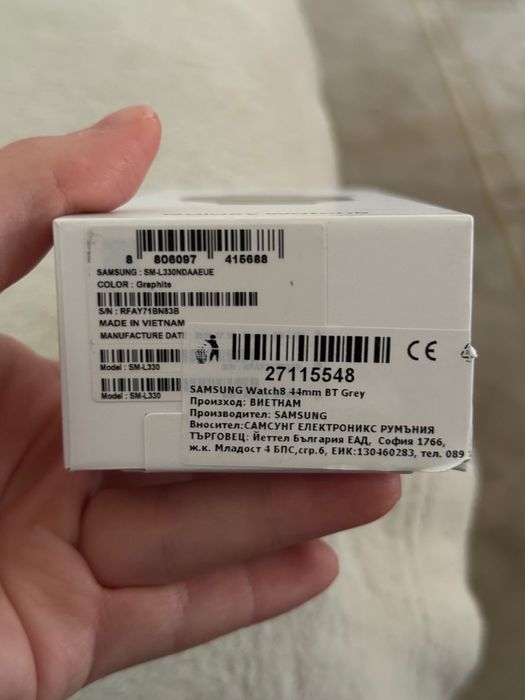 8 806097 415688
SAMSUNG : SM-L330NDAAEUE
COLOR : Graphite
S/N : RFAY71BN83B
MADE IN VIETNAM
MANUFACTURE DATE
Model : SM-L330
Model : SM-L330
CE
27115548
SAMSUNG Watch8 44mm BT Grey
Произход: ВИЕТНАМ
Производител: SAMSUNG
Вносител:САМСУНГ ЕЛЕКТРОНИКС РУМЪНИЯ
ТЪРГОВЕЦ: Йеттел България ЕАД, София 1766,
ж.к. Младост 4 БПС,сгр.6, ЕИК:130460283, тел. 089